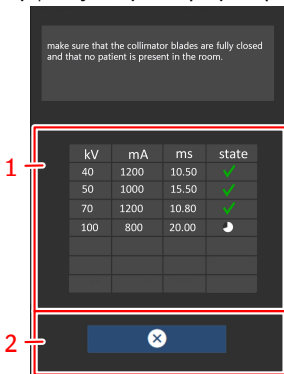 make sure that the collimator blades are fully closed
and that no patient is present in the room.
kV mA ms state
40 1200 10.50
50 1000 15.50
70 1200 10.80
100 800 20.00
1
2